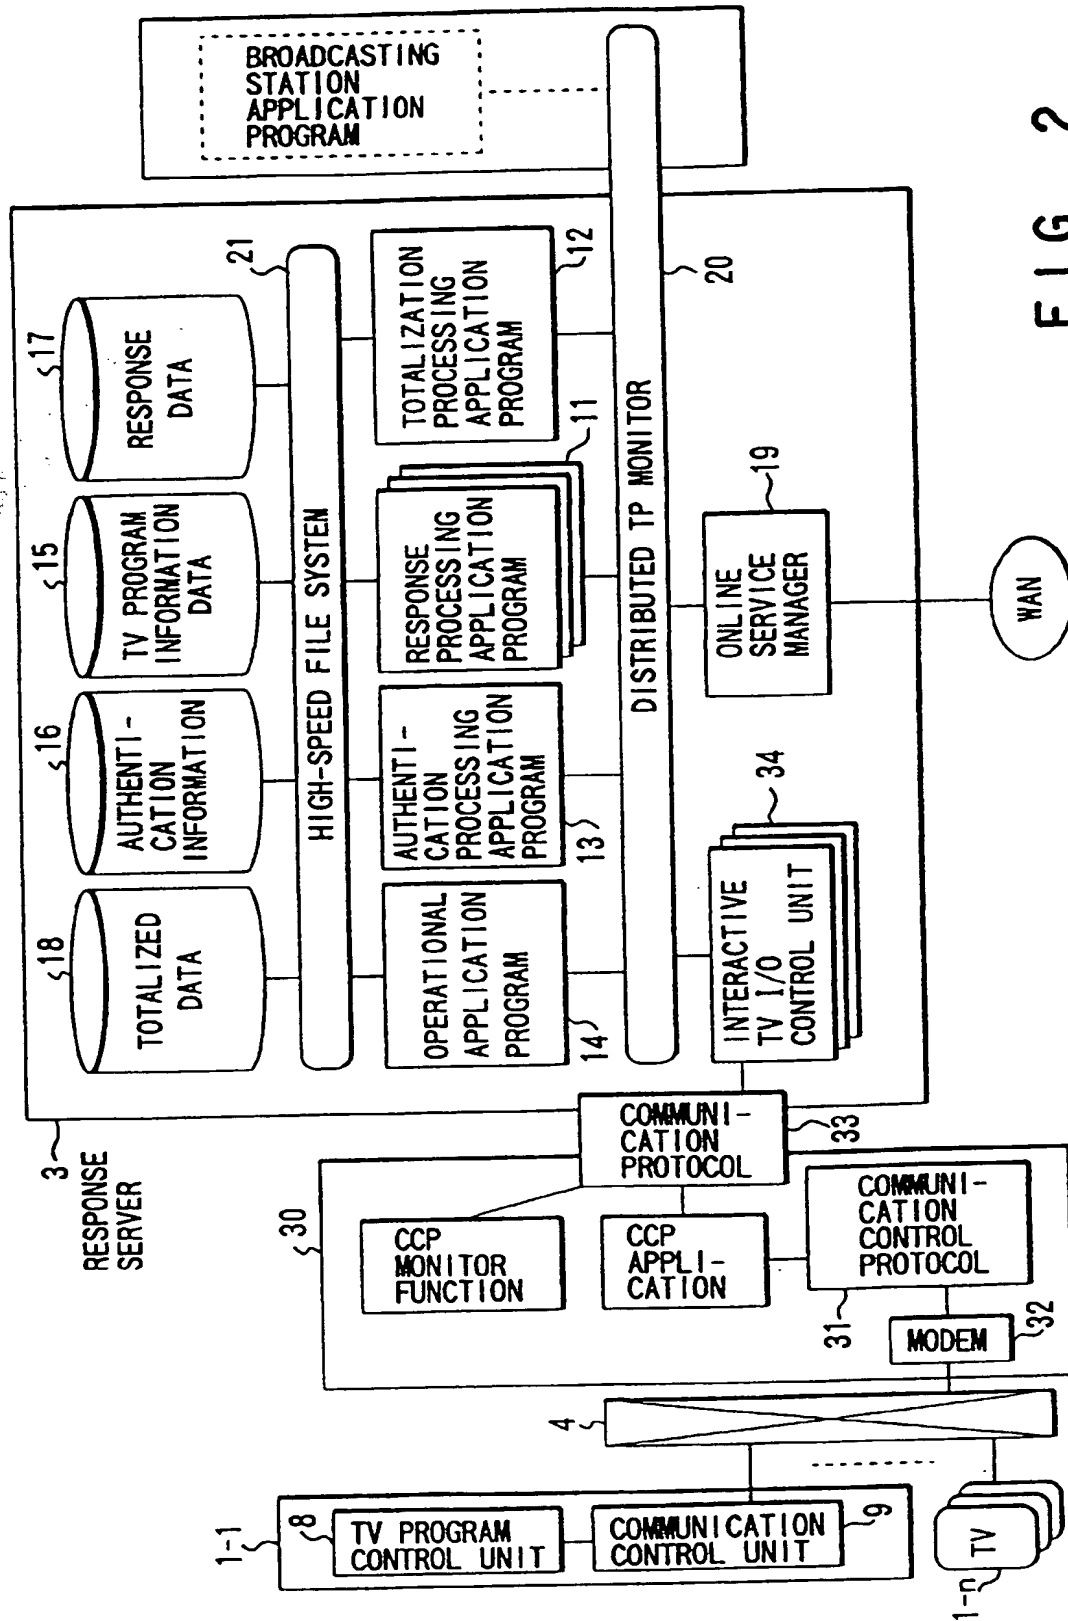 FIG. 2
BROADCASTING
STATION
APPLICATION
PROGRAM
RESPONSE
SERVER
3
18
TOTALIZED
DATA
16
AUTHENTI-
CATION
INFORMATION
15
TV PROGRAM
INFORMATION
DATA
17
RESPONSE
DATA
HIGH-SPEED FILE SYSTEM
21
OPERATIONAL
APPLICATION
PROGRAM
14
AUTHENTI-
CATION
PROCESSING
APPLICATION
PROGRAM
13
RESPONSE
PROCESSING
APPLICATION
PROGRAM
11
TOTALIZATION
PROCESSING
APPLICATION
PROGRAM
12
DISTRIBUTED TP MONITOR
20
INTERACTIVE
TV I/O
CONTROL UNIT
34
ONLINE
SERVICE
MANAGER
19
WAN
30
COMMUNI-
CATION
PROTOCOL
33
CCP
MONITOR
FUNCTION
CCP
APPLI-
CATION
COMMUNI-
CATION
CONTROL
PROTOCOL
31
MODEM
32
4
1-1
8
TV PROGRAM
CONTROL UNIT
COMMUNICATION
CONTROL UNIT
9
TV
1-n